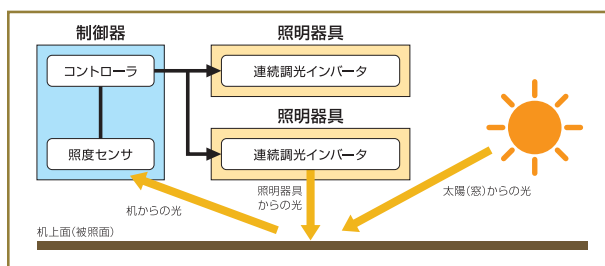 制御器
コントローラ
照度センサ
照明器具
連続調光インバータ
照明器具
連続調光インバータ
机からの光
照明器具
からの光
太陽(窓)からの光
机上面(被照面)